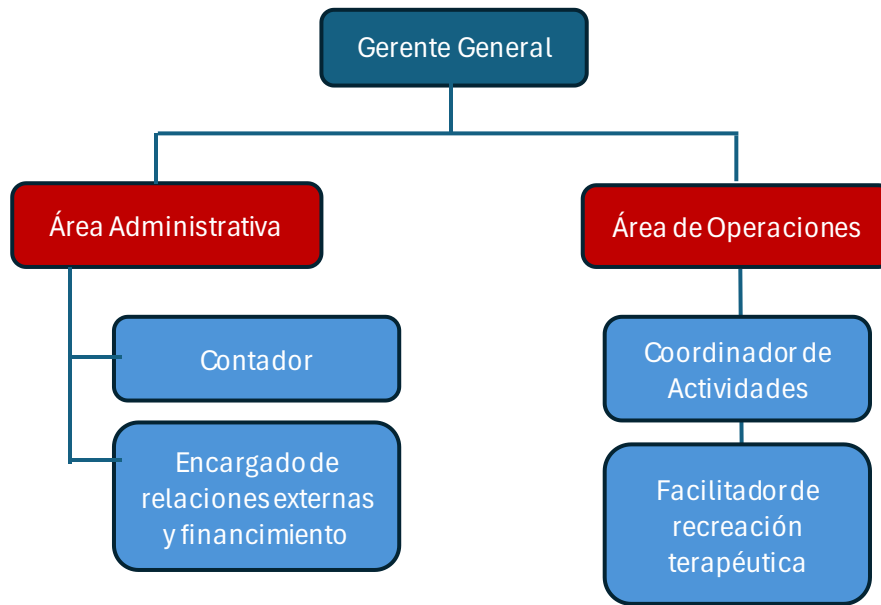 Gerente General
Área Administrativa
Área de Operaciones
Contador
Coordinador de
Actividades
Encargado de
relaciones externas
y financimiento
Facilitador de
recreación
terapéutica